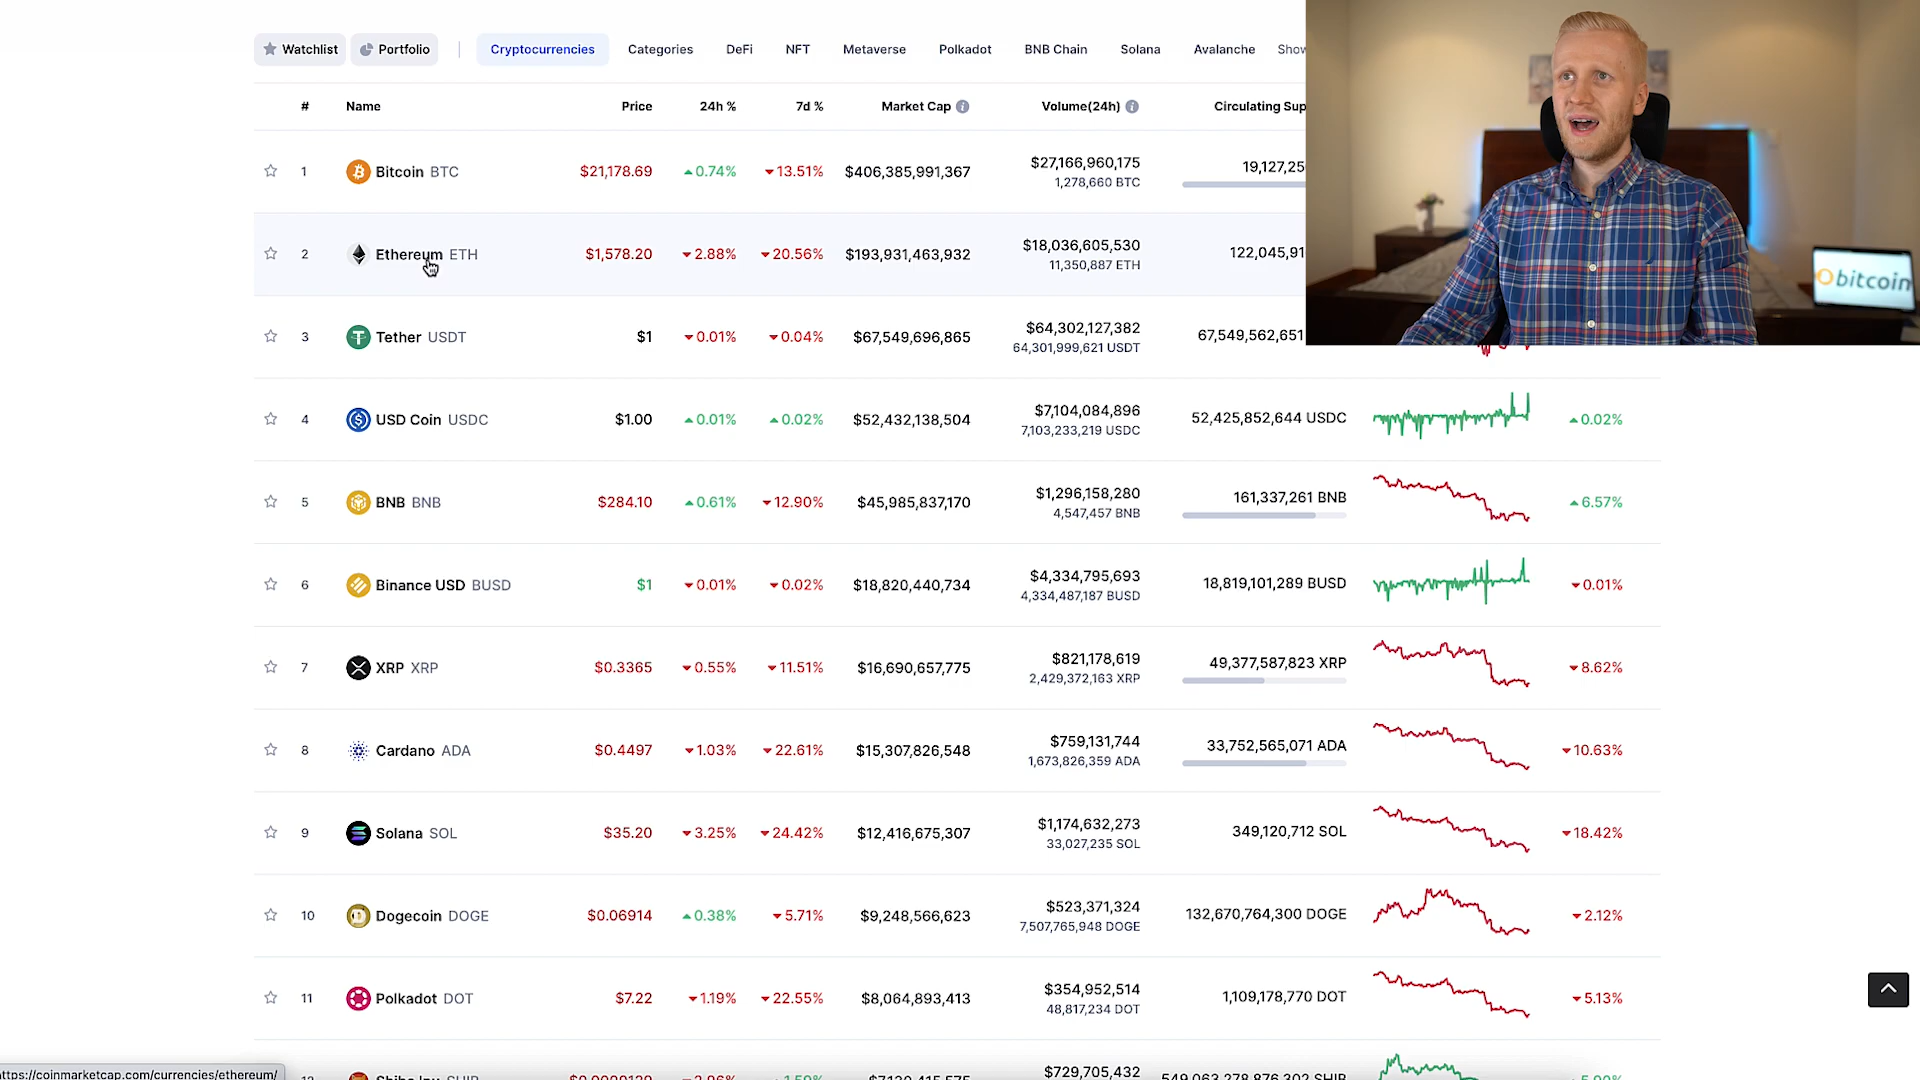 Watchlist Portfolio Cryptocurrencies Categories DeFi NFT Metaverse Polkadot BNB Chain Solana Avalanche
# Name Price 24h % 7d % Market Cap Volume(24h)
1 Bitcoin BTC $21,178.69 0.74% 13.51% $406,385,991,367 $27,166,960,175
1,278,660 BTC
2 Ethereum ETH $1,578.20 2.88% 20.56% $193,931,463,932 $18,036,605,530
11,350,887 ETH
bitcoin
3 Tether USDT $1 0.01% 0.04% $67,549,696,865 $64,302,127,382 67,549,562,651
64,301,999,621 USDT
4 USD Coin USDC $1.00 0.01% 0.02% $52,432,138,504 $7,104,084,896 52,425,852,644 USDC 0.02%
7,103,233,219 USDC
5 BNB BNB $284.10 0.61% 12.90% $45,985,837,170 $1,296,158,280 161,337,261 BNB 6.57%
4,547,457 BNB
6 Binance USD BUSD $1 0.01% 0.02% $18,820,440,734 $4,334,795,693 18,819,101,289 BUSD 0.01%
4,334,487,187 BUSD
7 XRP XRP $0.3365 0.55% 11.51% $16,690,657,775 $821,178,619 49,377,587,823 XRP 8.62%
2,429,372,163 XRP
8 Cardano ADA $0.4497 1.03% 22.61% $15,307,826,548 $759,131,744 33,752,565,071 ADA 10.63%
1,673,826,359 ADA
9 Solana SOL $35.20 3.25% 24.42% $12,416,675,307 $1,174,632,273 349,120,712 SOL 18.42%
33,027,235 SOL
10 Dogecoin DOGE $0.06914 0.38% 5.71% $9,248,566,623 $523,371,324 132,670,764,300 DOGE 2.12%
7,507,765,948 DOGE
11 Polkadot DOT $7.22 1.19% 22.55% $8,064,893,413 $354,952,514 1,109,178,770 DOT 5.13%
48,817,234 DOT
$729,705,432
ttps://coinmarketcap.com/currencies/ethereum/